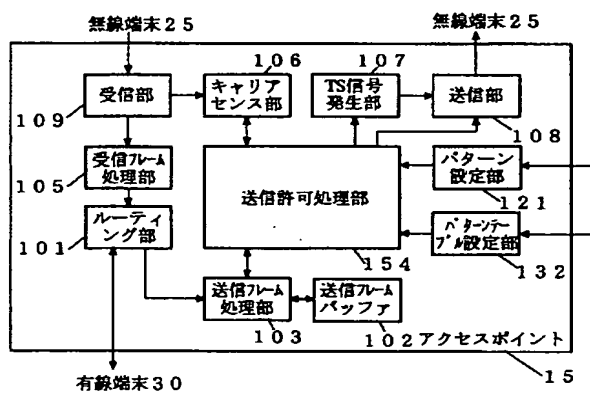 無線端末25
無線端末25
106
107
受信部
キャリア
センス部
TS信号
発生部
送信部
109
108
受信フレーム
処理部
105
送信許可処理部
パターン
設定部
121
ルーティ
ング部
101
パターンテー
ブル設定部
132
154
送信フレーム
処理部
送信フレーム
バッファ
103
102
アクセスポイント
15
有線端末30